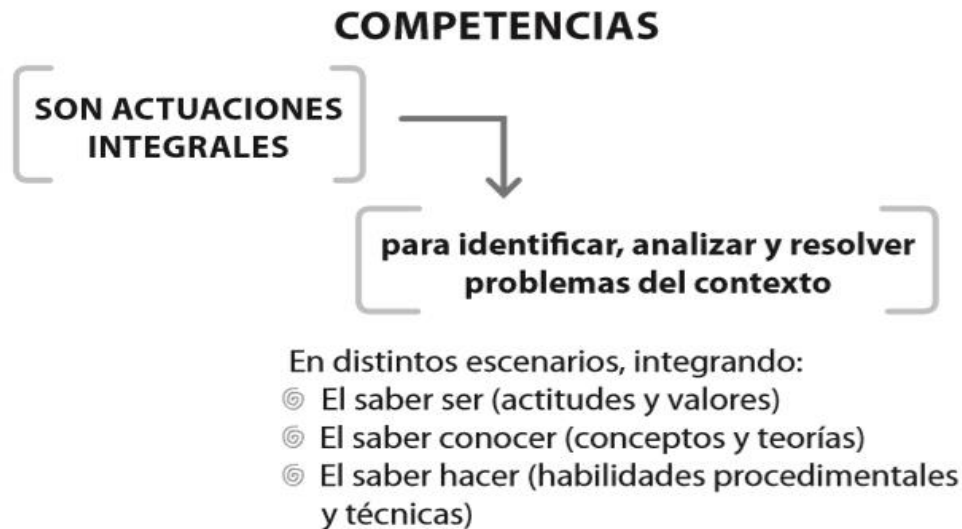 COMPETENCIAS
SON ACTUACIONES
INTEGRALES
para identificar, analizar y resolver
problemas del contexto
En distintos escenarios, integrando:
El saber ser (actitudes y valores)
El saber conocer (conceptos y teorías)
El saber hacer (habilidades procedimentales
y técnicas)